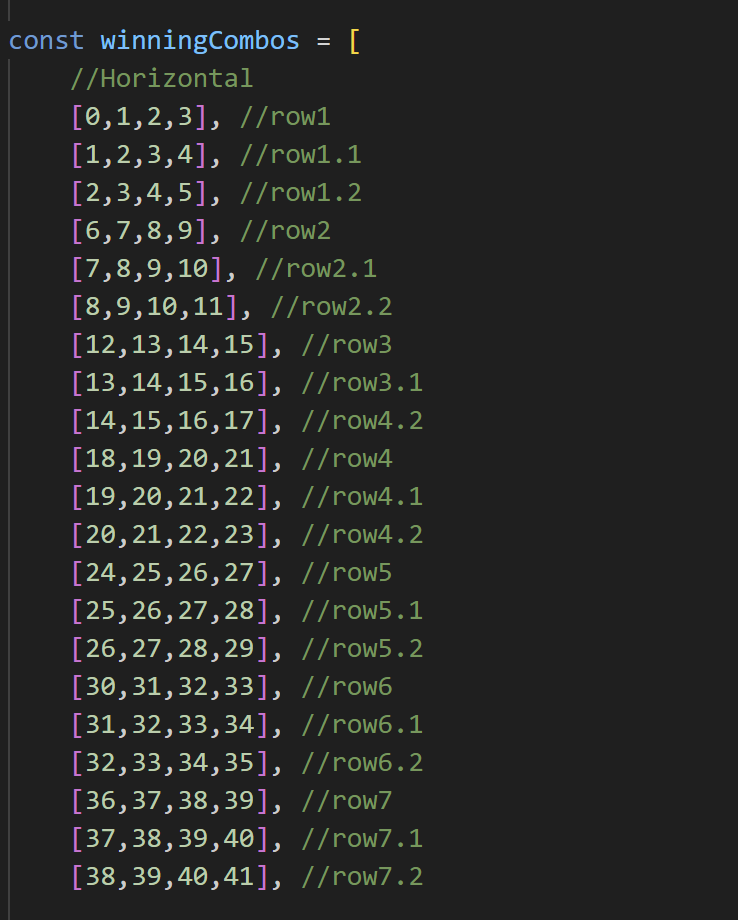 const winningCombos = [
//Horizontal
[0,1,2,3], //row1
[1,2,3,4], //row1.1
[2,3,4,5], //row1.2
[6,7,8,9], //row2
[7,8,9,10], //row2.1
[8,9,10,11], //row2.2
[12,13,14,15], //row3
[13,14,15,16], //row3.1
[14,15,16,17], //row4.2
[18,19,20,21], //row4
[19,20,21,22], //row4.1
[20,21,22,23], //row4.2
[24,25,26,27], //row5
[25,26,27,28], //row5.1
[26,27,28,29], //row5.2
[30,31,32,33], //row6
[31,32,33,34], //row6.1
[32,33,34,35], //row6.2
[36,37,38,39], //row7
[37,38,39,40], //row7.1
[38,39,40,41], //row7.2